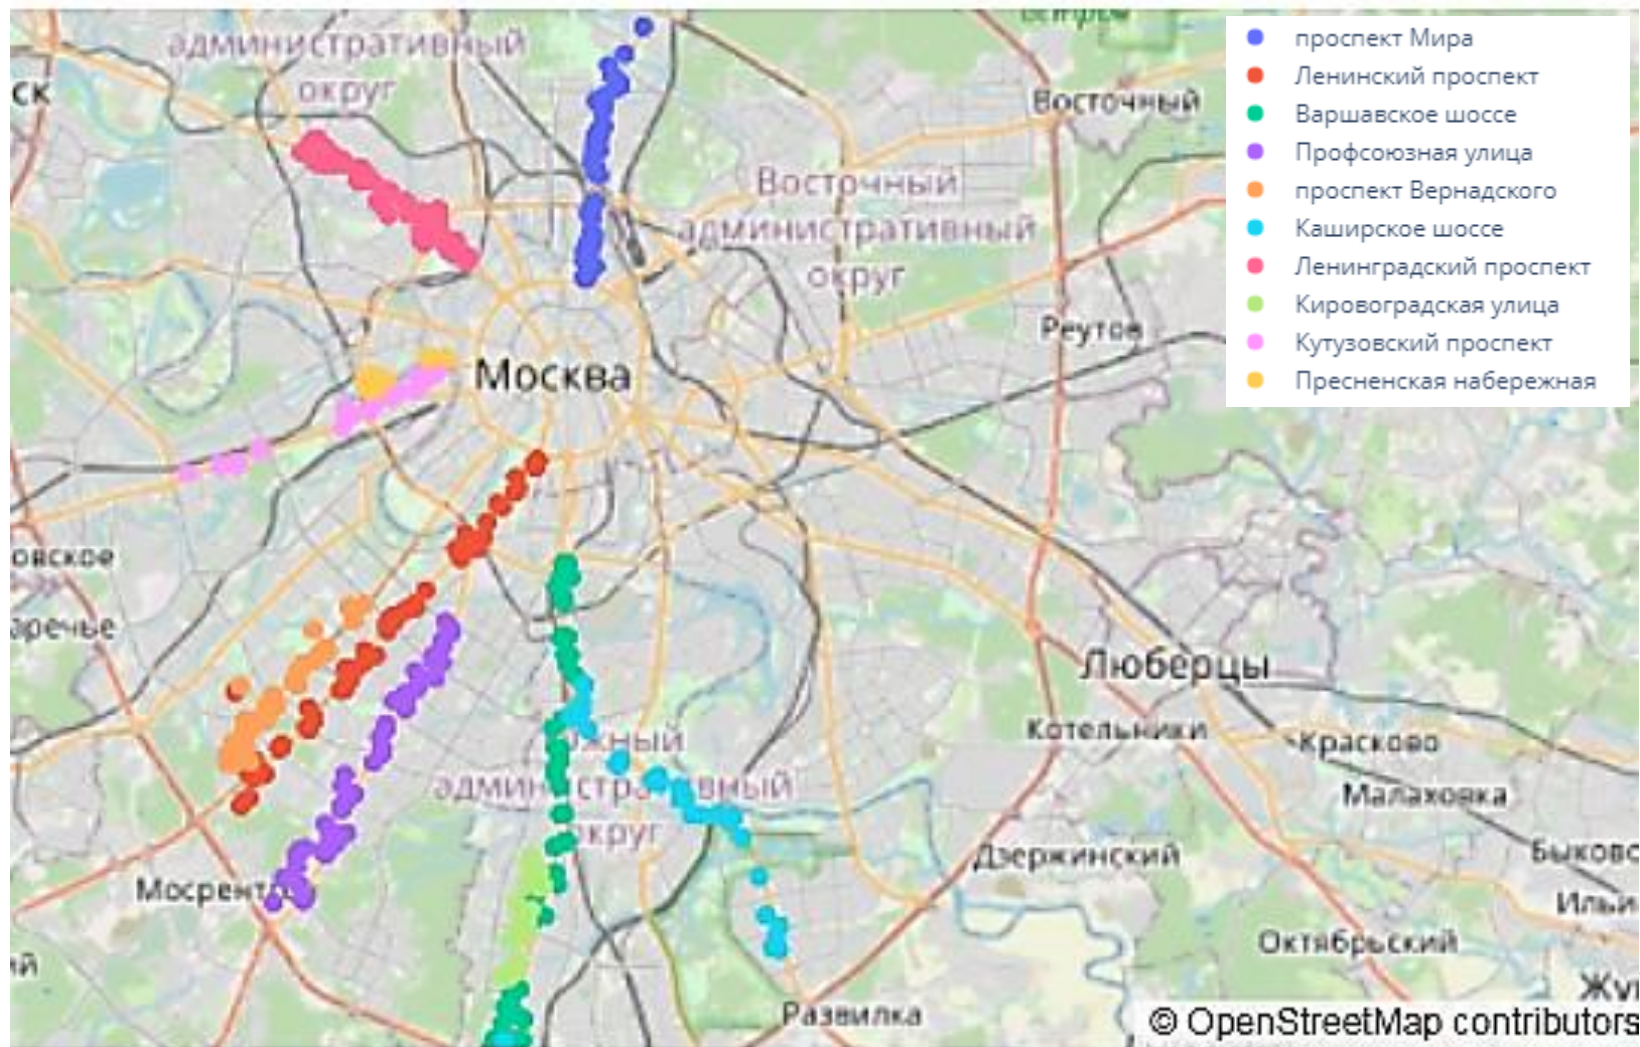 административный
округ
ск
Восточный
Восточный
административный
округ
Реутов
Москва
Люберцы
Котельники
Красково
Малаховка
административный
округ
Дзержинский
Октябрьский
Развилка
проспект Мира
Ленинский проспект
Варшавское шоссе
Профсоюзная улица
проспект Вернадского
Каширское шоссе
Ленинградский проспект
Кировоградская улица
Кутузовский проспект
Пресненская набережная
© OpenStreetMap contributors